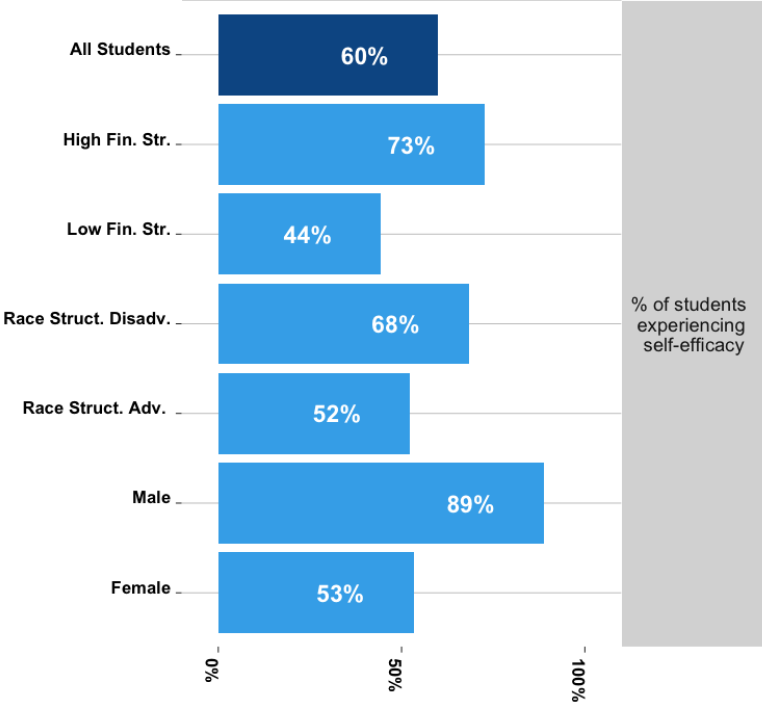 All Students
60%
High Fin. Str.
73%
Low Fin. Str.
44%
Race Struct. Disadv.
68%
% of students
experiencing
self-efficacy
Race Struct. Adv.
52%
Male
89%
Female
53%
0%
50%
100%